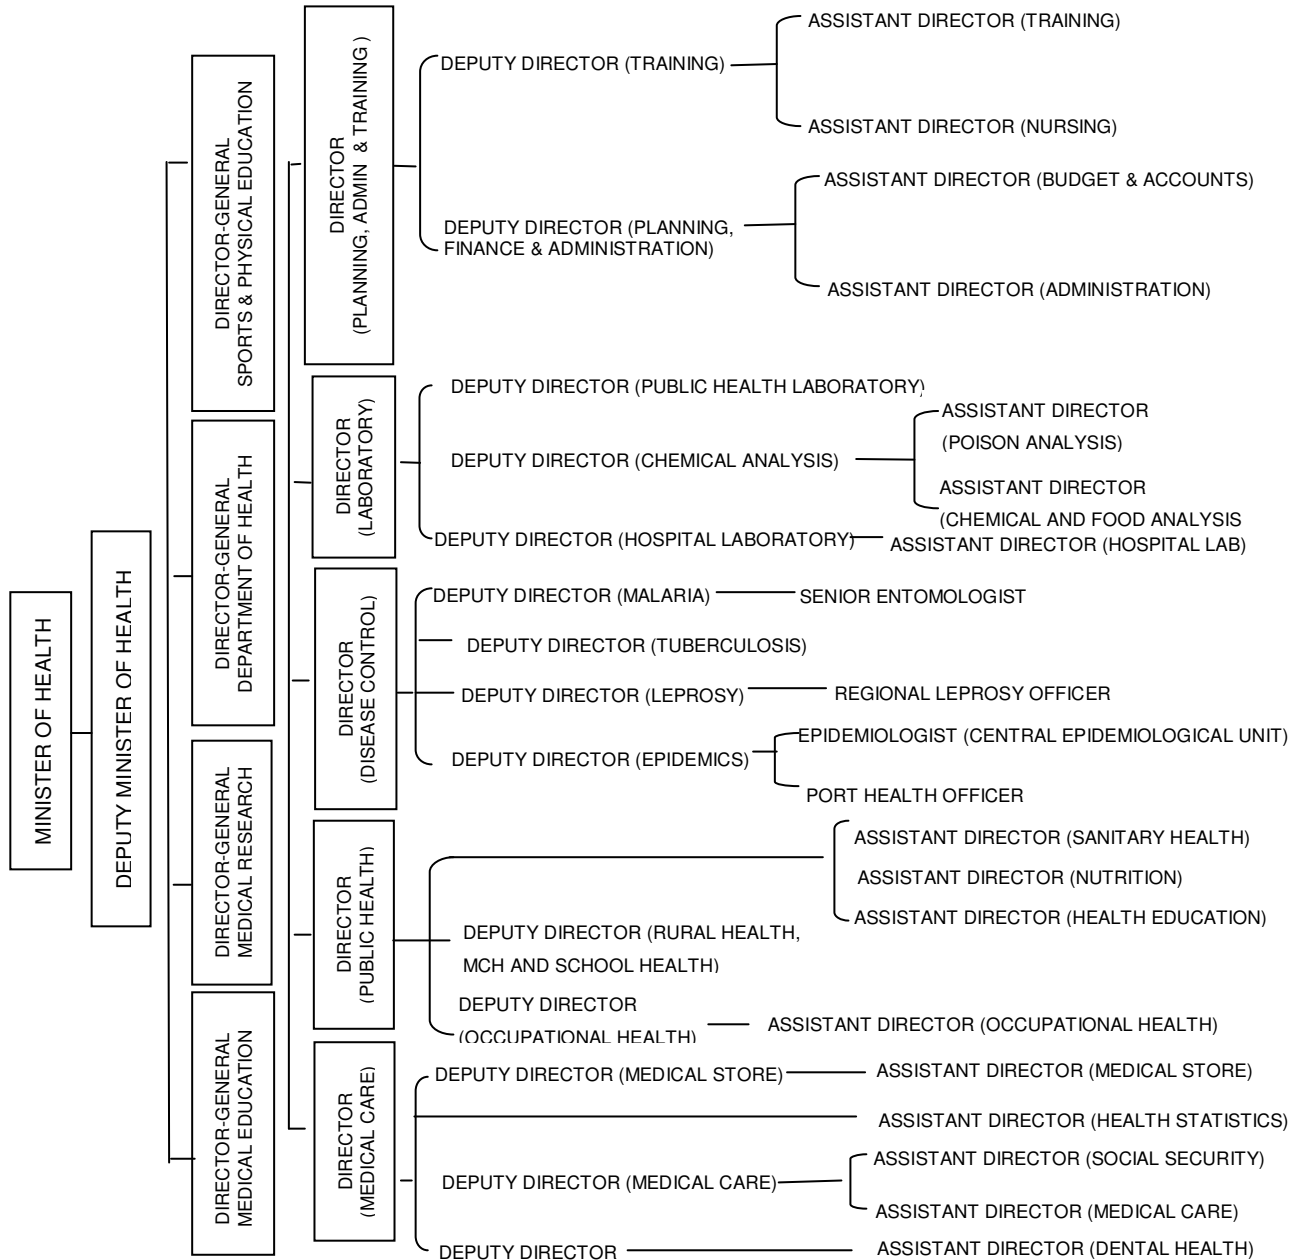 MINISTER OF HEALTH
DEPUTY MINISTER OF HEALTH
DIRECTOR-GENERAL
SPORTS & PHYSICAL EDUCATION
DIRECTOR-GENERAL
DEPARTMENT OF HEALTH
DIRECTOR-GENERAL
MEDICAL RESEARCH
DIRECTOR-GENERAL
MEDICAL EDUCATION
DIRECTOR
(PLANNING, ADMIN & TRAINING )
DEPUTY DIRECTOR (TRAINING)
ASSISTANT DIRECTOR (TRAINING)
ASSISTANT DIRECTOR (NURSING)
DEPUTY DIRECTOR (PLANNING,
FINANCE & ADMINISTRATION)
ASSISTANT DIRECTOR (BUDGET & ACCOUNTS)
ASSISTANT DIRECTOR (ADMINISTRATION)
DIRECTOR
(LABORATORY)
DEPUTY DIRECTOR (PUBLIC HEALTH LABORATORY)
DEPUTY DIRECTOR (CHEMICAL ANALYSIS)
ASSISTANT DIRECTOR
(POISON ANALYSIS)
ASSISTANT DIRECTOR
(CHEMICAL AND FOOD ANALYSIS
DEPUTY DIRECTOR (HOSPITAL LABORATORY)
ASSISTANT DIRECTOR (HOSPITAL LAB)
DIRECTOR
(DISEASE CONTROL)
DEPUTY DIRECTOR (MALARIA)
SENIOR ENTOMOLOGIST
DEPUTY DIRECTOR (TUBERCULOSIS)
DEPUTY DIRECTOR (LEPROSY)
REGIONAL LEPROSY OFFICER
DEPUTY DIRECTOR (EPIDEMICS)
EPIDEMIOLOGIST (CENTRAL EPIDEMIOLOGICAL UNIT)
PORT HEALTH OFFICER
DIRECTOR
(PUBLIC HEALTH)
ASSISTANT DIRECTOR (SANITARY HEALTH)
ASSISTANT DIRECTOR (NUTRITION)
ASSISTANT DIRECTOR (HEALTH EDUCATION)
DEPUTY DIRECTOR (RURAL HEALTH,
MCH AND SCHOOL HEALTH)
DEPUTY DIRECTOR
(OCCUPATIONAL HEALTH)
ASSISTANT DIRECTOR (OCCUPATIONAL HEALTH)
DIRECTOR
(MEDICAL CARE)
DEPUTY DIRECTOR (MEDICAL STORE)
ASSISTANT DIRECTOR (MEDICAL STORE)
ASSISTANT DIRECTOR (HEALTH STATISTICS)
DEPUTY DIRECTOR (MEDICAL CARE)
ASSISTANT DIRECTOR (SOCIAL SECURITY)
ASSISTANT DIRECTOR (MEDICAL CARE)
DEPUTY DIRECTOR
ASSISTANT DIRECTOR (DENTAL HEALTH)